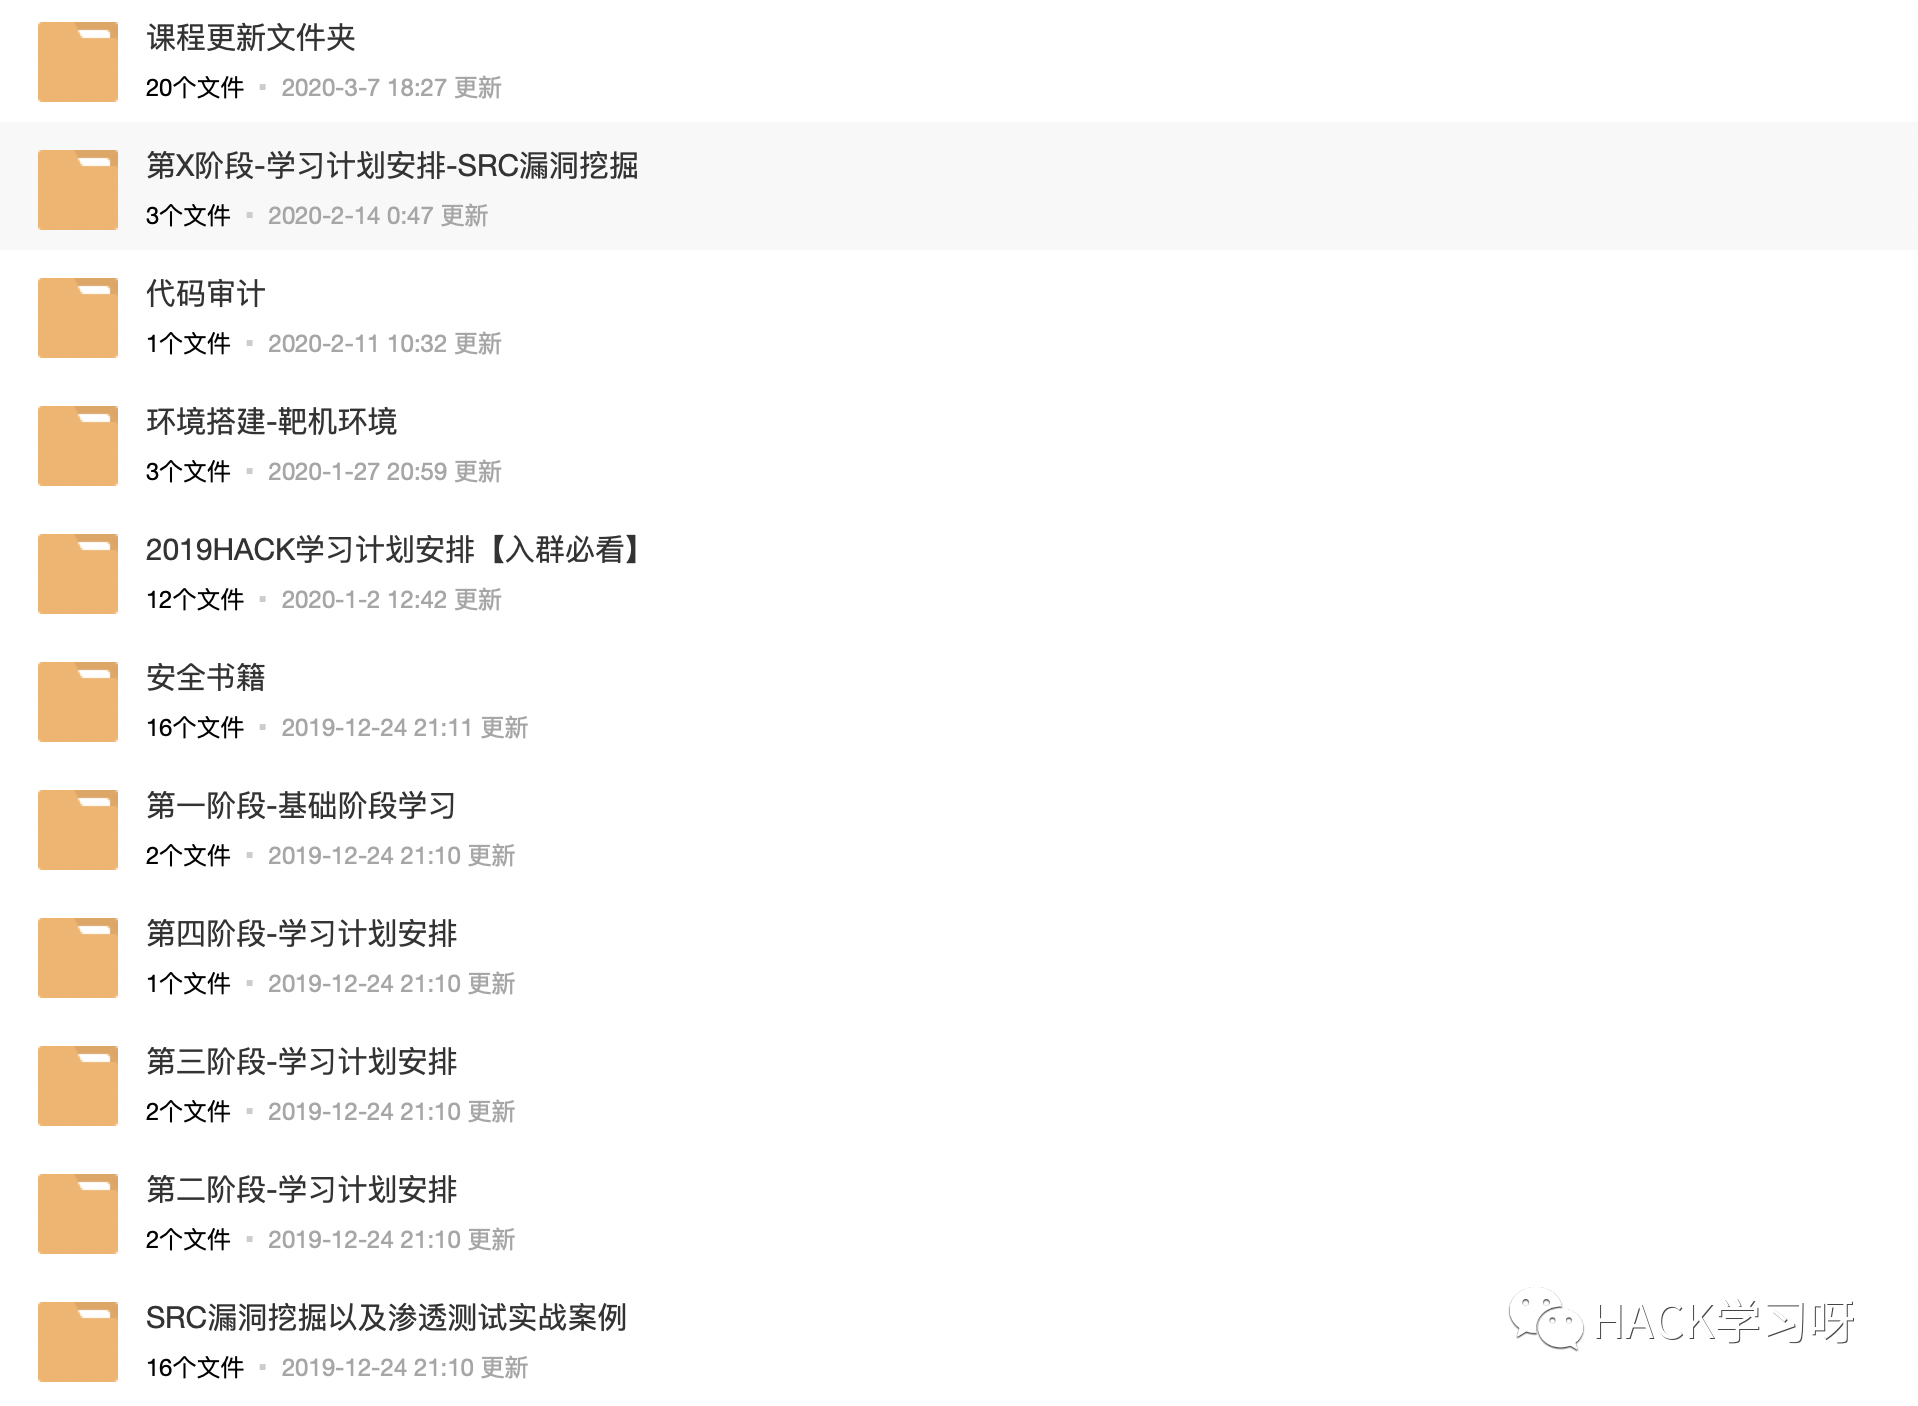 课程更新文件夹
20个文件 ▪ 2020-3-7 18:27 更新
第X阶段-学习计划安排-SRC漏洞挖掘
3个文件 ▪ 2020-2-14 0:47 更新
代码审计
1个文件 ▪ 2020-2-11 10:32 更新
环境搭建-靶机环境
3个文件 ▪ 2020-1-27 20:59 更新
2019HACK学习计划安排【入群必看】
12个文件 ▪ 2020-1-2 12:42 更新
安全书籍
16个文件 ▪ 2019-12-24 21:11 更新
第一阶段-基础阶段学习
2个文件 ▪ 2019-12-24 21:10 更新
第四阶段-学习计划安排
1个文件 ▪ 2019-12-24 21:10 更新
第三阶段-学习计划安排
2个文件 ▪ 2019-12-24 21:10 更新
第二阶段-学习计划安排
2个文件 ▪ 2019-12-24 21:10 更新
SRC漏洞挖掘以及渗透测试实战案例
16个文件 ▪ 2019-12-24 21:10 更新
HACK学习呀